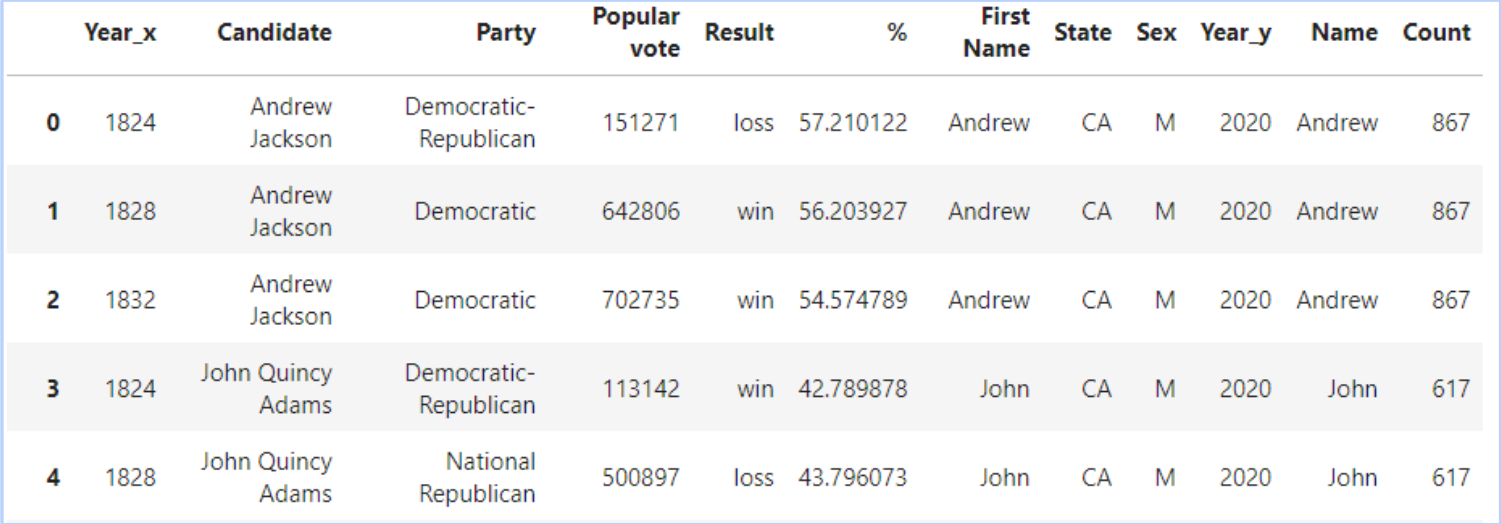 Year_x Candidate Party Popular vote Result % First Name State Sex Year_y Name Count
0 1824 Andrew Jackson Democratic-Republican 151271 loss 57.210122 Andrew CA M 2020 Andrew 867
1 1828 Andrew Jackson Democratic 642806 win 56.203927 Andrew CA M 2020 Andrew 867
2 1832 Andrew Jackson Democratic 702735 win 54.574789 Andrew CA M 2020 Andrew 867
3 1824 John Quincy Adams Democratic-Republican 113142 win 42.789878 John CA M 2020 John 617
4 1828 John Quincy Adams National Republican 500897 loss 43.796073 John CA M 2020 John 617